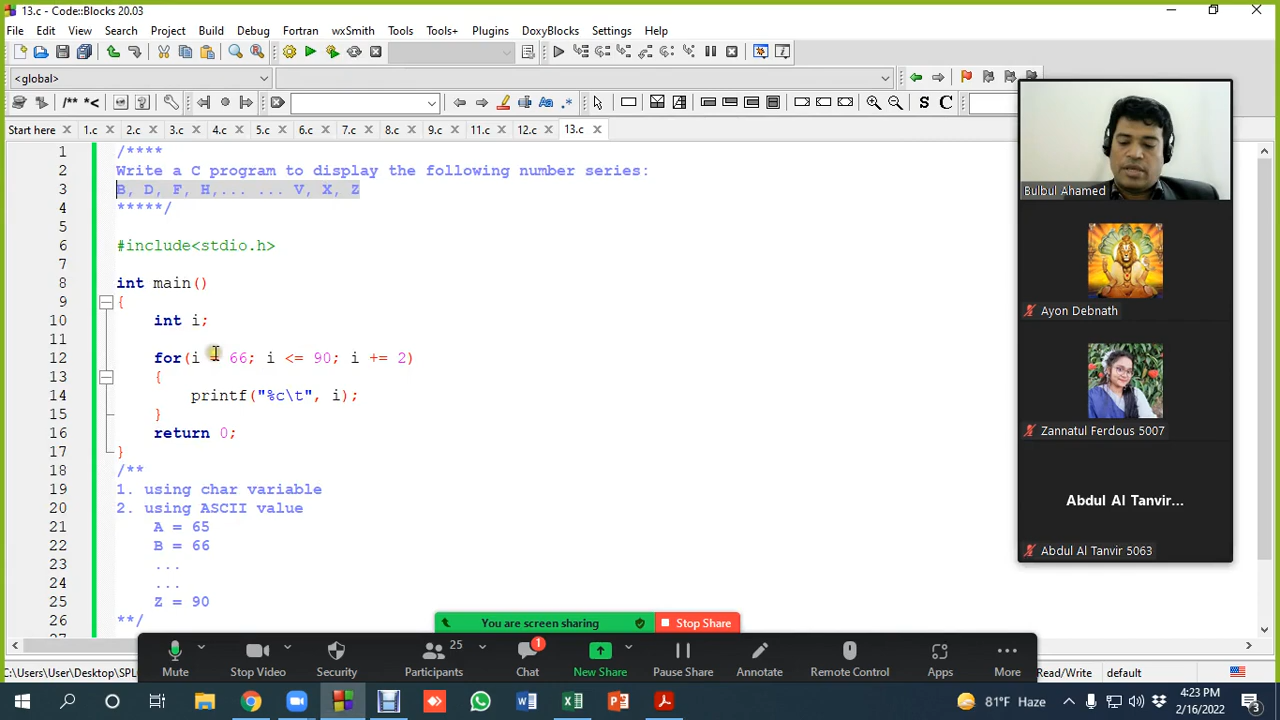 13.c - Code::Blocks 20.03
File Edit View Search Project Build Debug Fortran wxSmith Tools Tools+ Plugins DoxyBlocks Settings Help
<global>
/** *<
S C
Start here 1.c 2.c 3.c 4.c 5.c 6.c 7.c 8.c 9.c 11.c 12.c 13.c
1 /****
2 Write a C program to display the following number series:
3 B, D, F, H,... ... V, X, Z
4 *****/
5
6 #include<stdio.h>
7
8 int main()
9 {
10 int i;
11
12 for(i = 66; i <= 90; i += 2)
13 {
14 printf("%c\t", i);
15 }
16 return 0;
17 }
18 /**
19 1. using char variable
20 2. using ASCII value
21 A = 65
22 B = 66
23 ...
24 ...
25 Z = 90
26 **/
27
Bulbul Ahamed
Ayon Debnath
Zannatul Ferdous 5007
Abdul Al Tanvir...
Abdul Al Tanvir 5063
You are screen sharing Stop Share
25 1
Mute Stop Video Security Participants Chat New Share Pause Share Annotate Remote Control Apps More
C:\Users\User\Desktop\SPL Read/Write default
81°F Haze
4:23 PM
2/16/2022
3